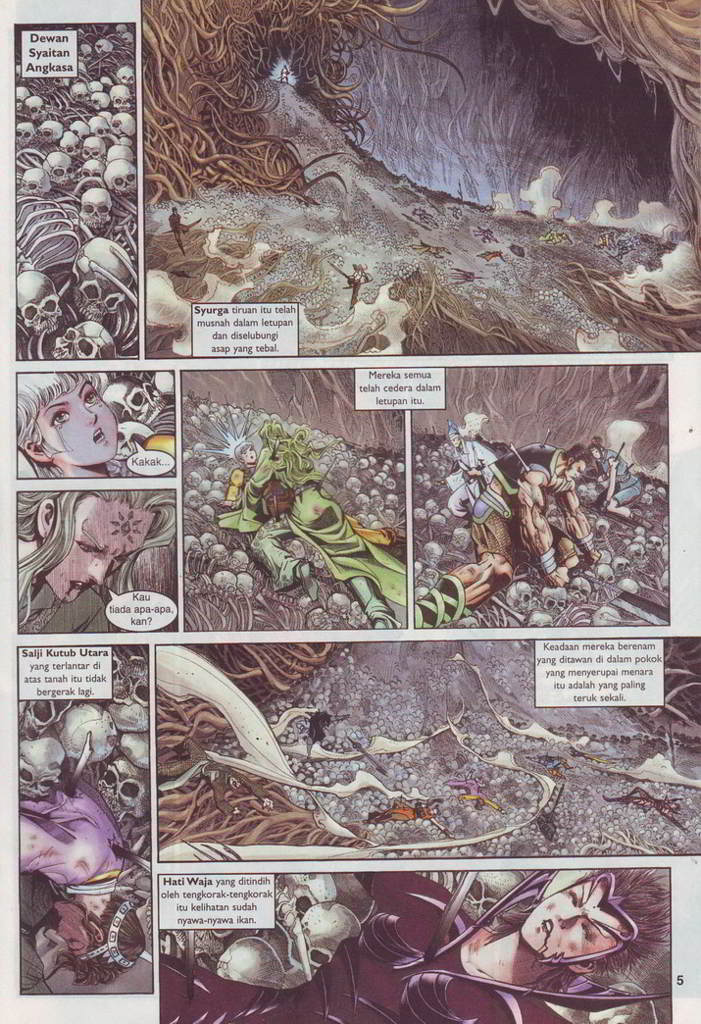 Dewan
Syaitan
Angkasa
Syurga tiruan itu telah
musnah dalam letupan
dan diselubungi
asap yang tebal.
Kakak...
Mereka semua
telah cedera dalam
letupan itu.
Kau
tiada apa-apa,
kan?
Salji Kutub Utara
yang terlantar di
atas tanah itu tidak
bergerak lagi.
Keadaan mereka berenam
yang ditawan di dalam pokok
yang menyerupai menara
itu adalah yang paling
teruk sekali.
Hati Waja yang ditindih
oleh tengkorak-tengkorak
itu kelihatan sudah
nyawa-nyawa ikan.
5